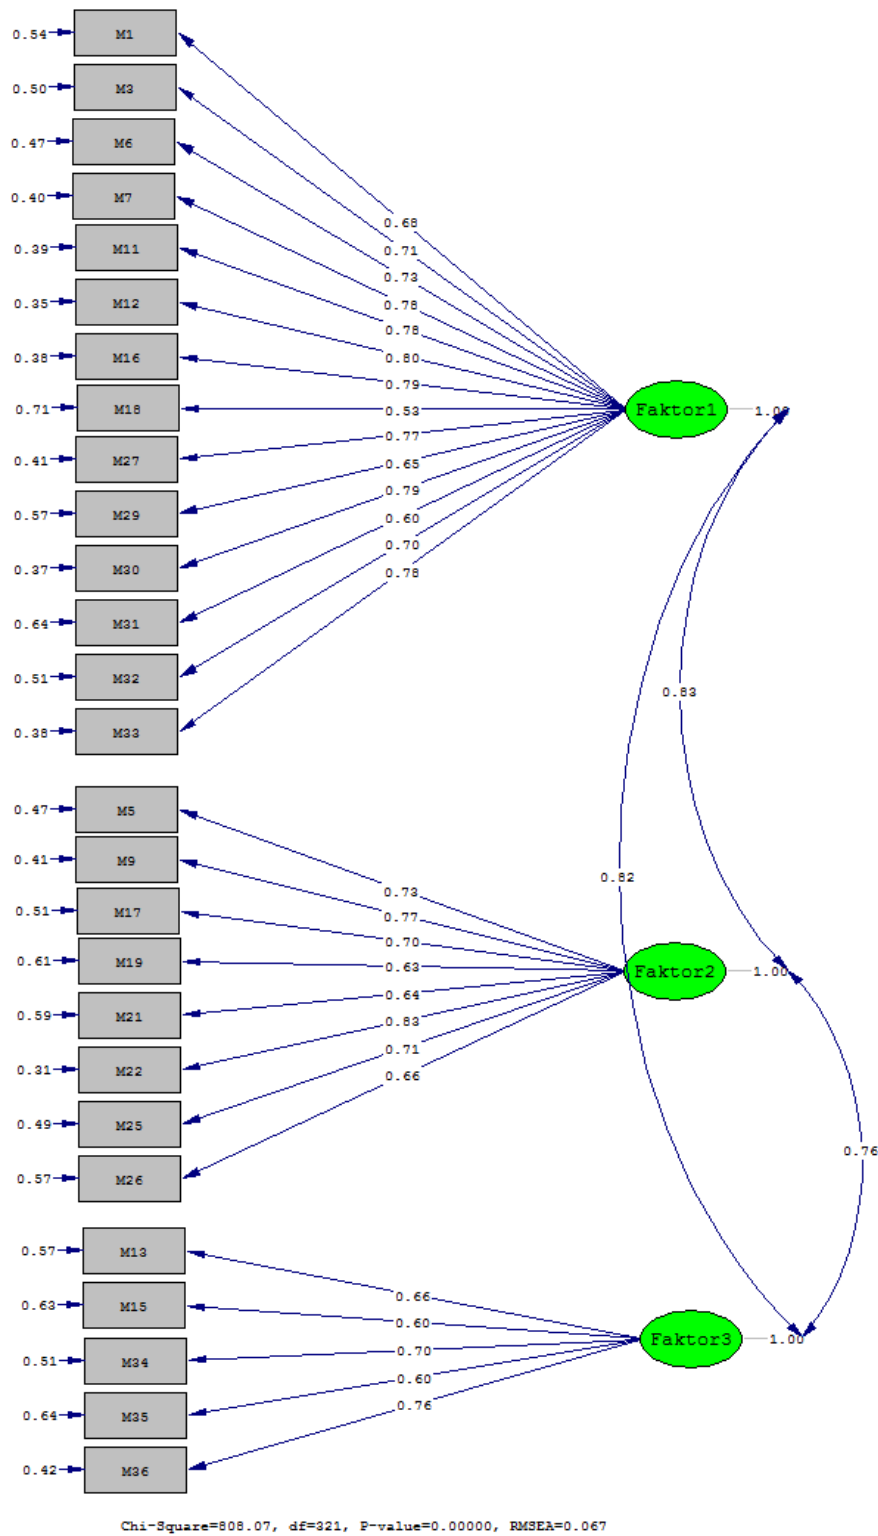 0.54 M1
0.50 M3
0.47 M6
0.40 M7
0.39 M11
0.35 M12
0.38 M16
0.71 M18
0.41 M27
0.57 M29
0.37 M30
0.64 M31
0.51 M32
0.38 M33
0.68
0.71
0.73
0.78
0.78
0.80
0.79
0.53
0.77
0.65
0.79
0.60
0.70
0.78
Faktor1 1.00
0.83
0.82
0.47 M5
0.41 M9
0.51 M17
0.61 M19
0.59 M21
0.31 M22
0.49 M25
0.57 M26
0.73
0.77
0.70
0.63
0.64
0.83
0.71
0.66
Faktor2 1.00
0.76
0.57 M13
0.63 M15
0.51 M34
0.64 M35
0.42 M36
0.66
0.60
0.70
0.60
0.76
Faktor3 1.00
Chi-Square=808.07, df=321, P-value=0.00000, RMSEA=0.067